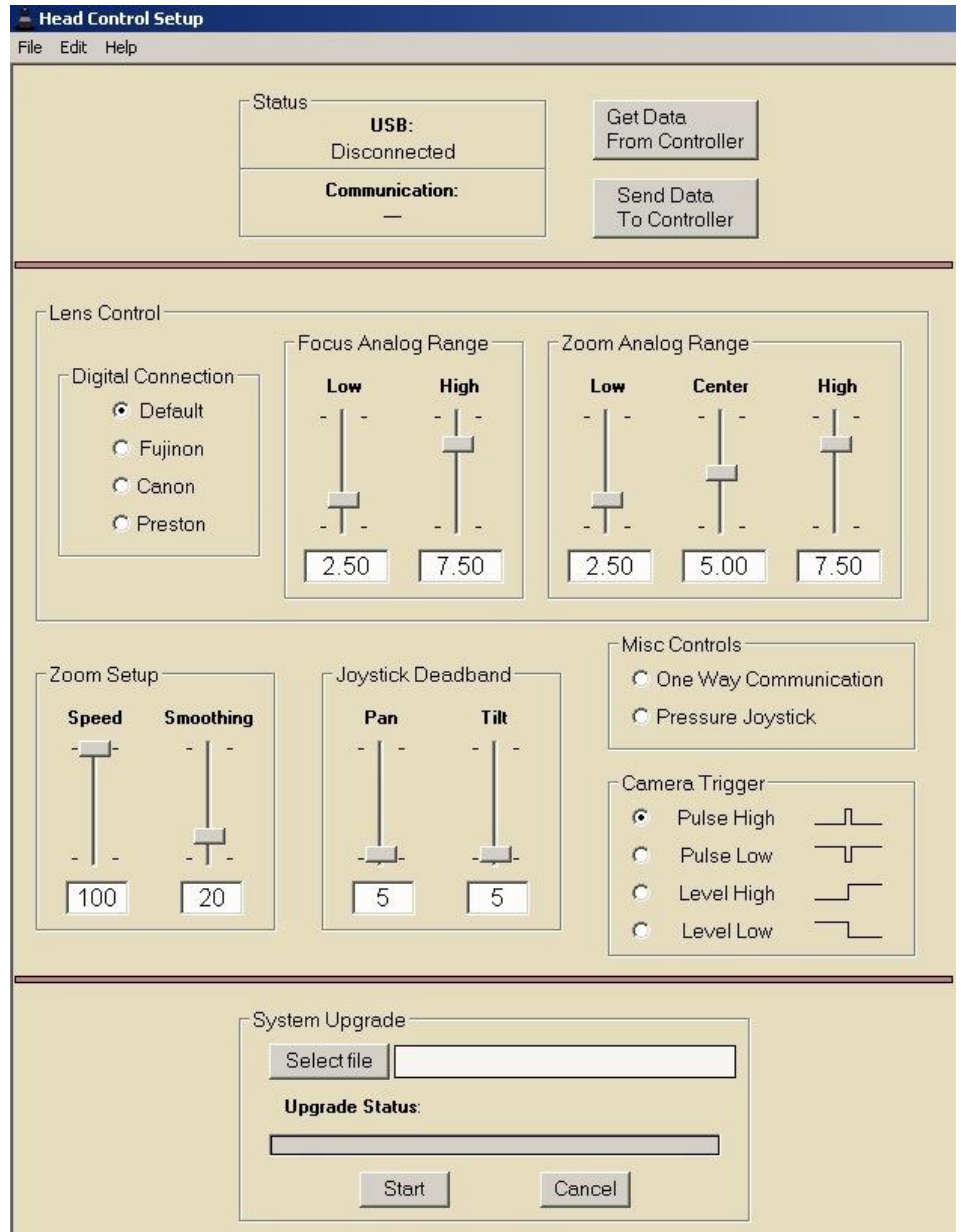 Head Control Setup
File Edit Help
Status
USB:
Disconnected
Communication:
—
Get Data
From Controller
Send Data
To Controller
Lens Control
Digital Connection
Default
Fujinon
Canon
Preston
Focus Analog Range
Low High
2.50 7.50
Zoom Analog Range
Low Center High
2.50 5.00 7.50
Zoom Setup
Speed Smoothing
100 20
Joystick Deadband
Pan Tilt
5 5
Misc Controls
One Way Communication
Pressure Joystick
Camera Trigger
Pulse High
Pulse Low
Level High
Level Low
System Upgrade
Select file
Upgrade Status:
Start Cancel